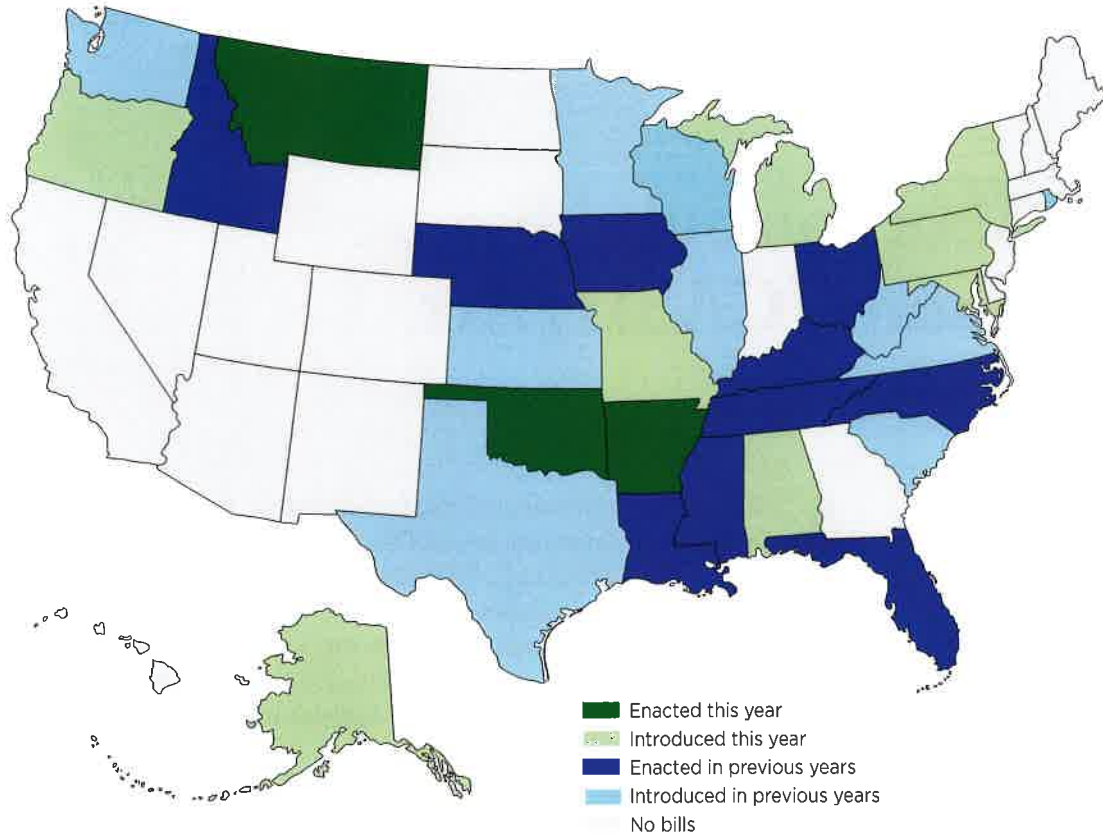 Enacted this year
Introduced this year
Enacted in previous years
Introduced in previous years
No bills